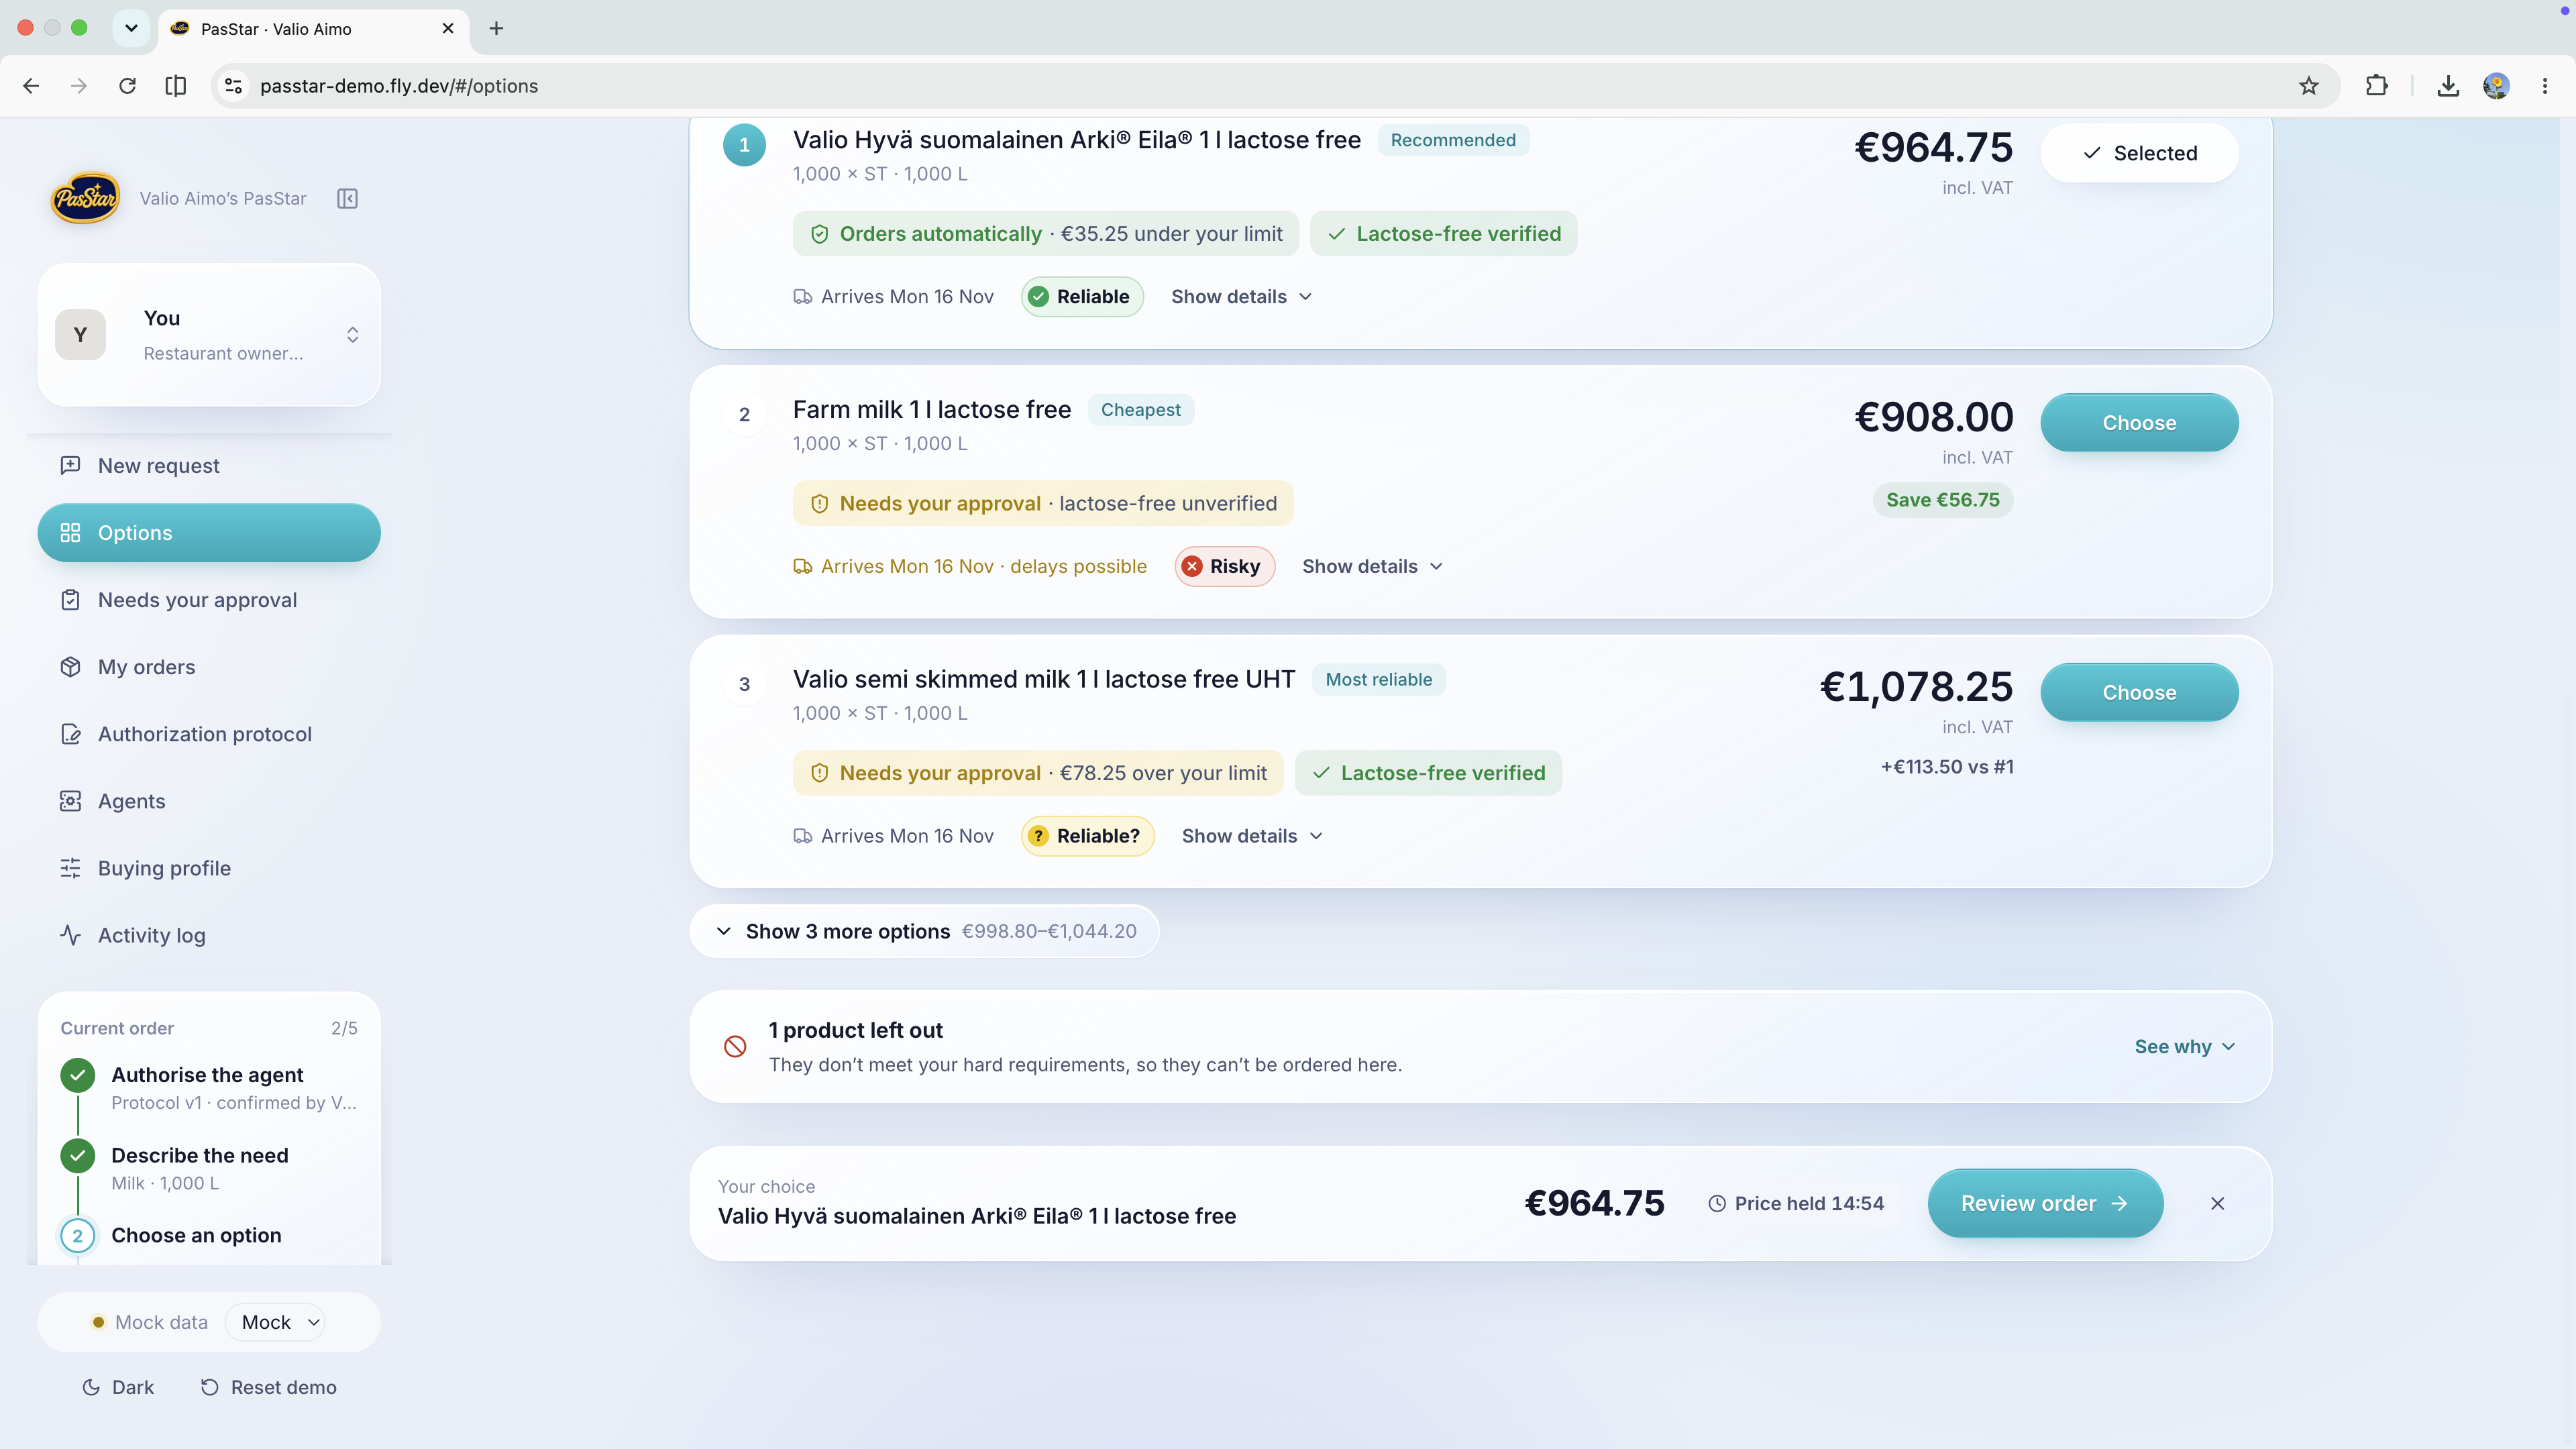 PasStar · Valio Aimo
passtar-demo.fly.dev/#/options
PasStar
Valio Aimo’s PasStar
Y
You
Restaurant owner...
New request
Options
Needs your approval
My orders
Authorization protocol
Agents
Buying profile
Activity log
Current order 2/5
Authorise the agent
Protocol v1 · confirmed by V...
Describe the need
Milk · 1,000 L
2 Choose an option
Mock data Mock
Dark Reset demo
1 Valio Hyvä suomalainen Arki® Eila® 1 l lactose free Recommended €964.75 Selected
1,000 × ST · 1,000 L incl. VAT
Orders automatically · €35.25 under your limit Lactose-free verified
Arrives Mon 16 Nov Reliable Show details
2 Farm milk 1 l lactose free Cheapest €908.00 Choose
1,000 × ST · 1,000 L incl. VAT
Needs your approval · lactose-free unverified Save €56.75
Arrives Mon 16 Nov · delays possible Risky Show details
3 Valio semi skimmed milk 1 l lactose free UHT Most reliable €1,078.25 Choose
1,000 × ST · 1,000 L incl. VAT
Needs your approval · €78.25 over your limit Lactose-free verified +€113.50 vs #1
Arrives Mon 16 Nov ? Reliable? Show details
Show 3 more options €998.80–€1,044.20
1 product left out
They don’t meet your hard requirements, so they can’t be ordered here. See why
Your choice
Valio Hyvä suomalainen Arki® Eila® 1 l lactose free €964.75 Price held 14:54 Review order